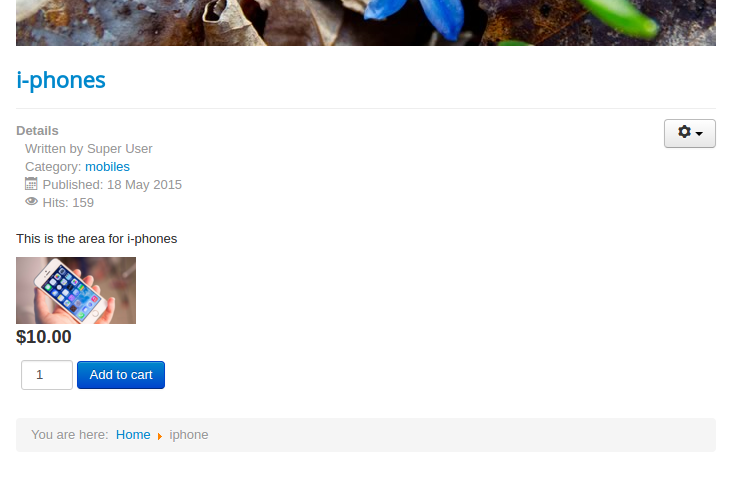 i-phones
Details
Written by Super User
Category: mobiles
Published: 18 May 2015
Hits: 159
This is the area for i-phones
$10.00
1 Add to cart
You are here: Home iphone